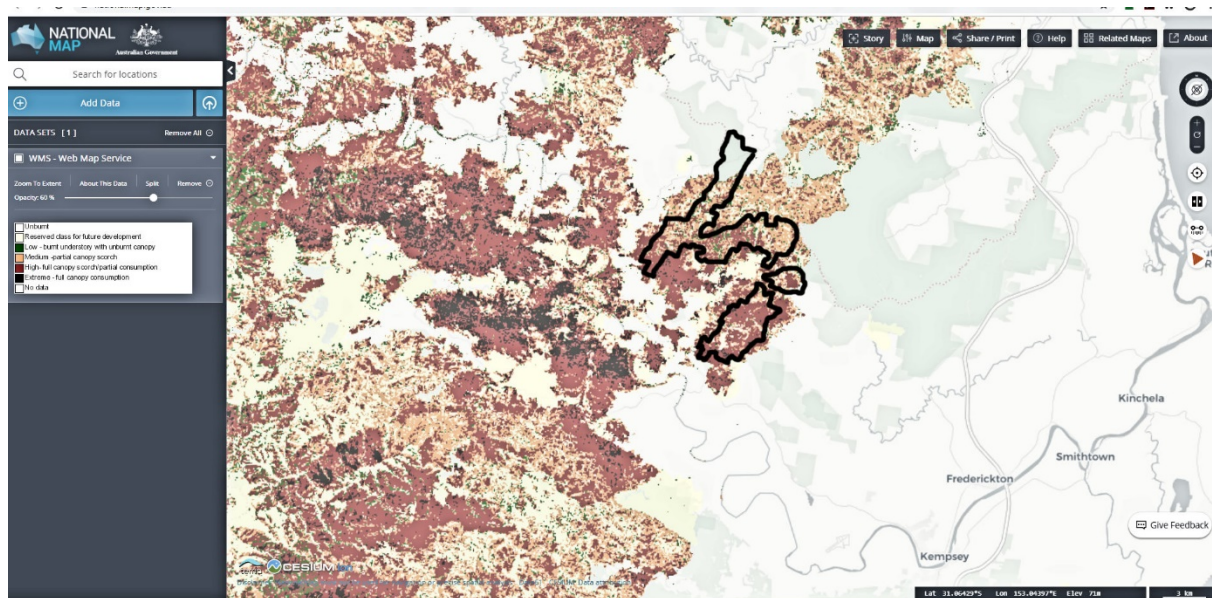 NATIONAL
MAP
Australian Government
Search for locations
Add Data
DATA SETS [1]
Remove All
WMS - Web Map Service
Zoom To Extent
About This Data
Split
Remove
Opacity: 60 %
Unburnt
Reserved class for future development
Low - burnt understory with unburnt canopy
Medium -partial canopy scorch
High- full canopy scorch/partial consumption
Extreme - full canopy consumption
No data
Story
Map
Share / Print
Help
Related Maps
About
Kinchela
Smithtown
Frederickton
Kempsey
Give Feedback
CESIUM
Lat 31.06429°S Lon 153.04397°E Elev 71m
3 km